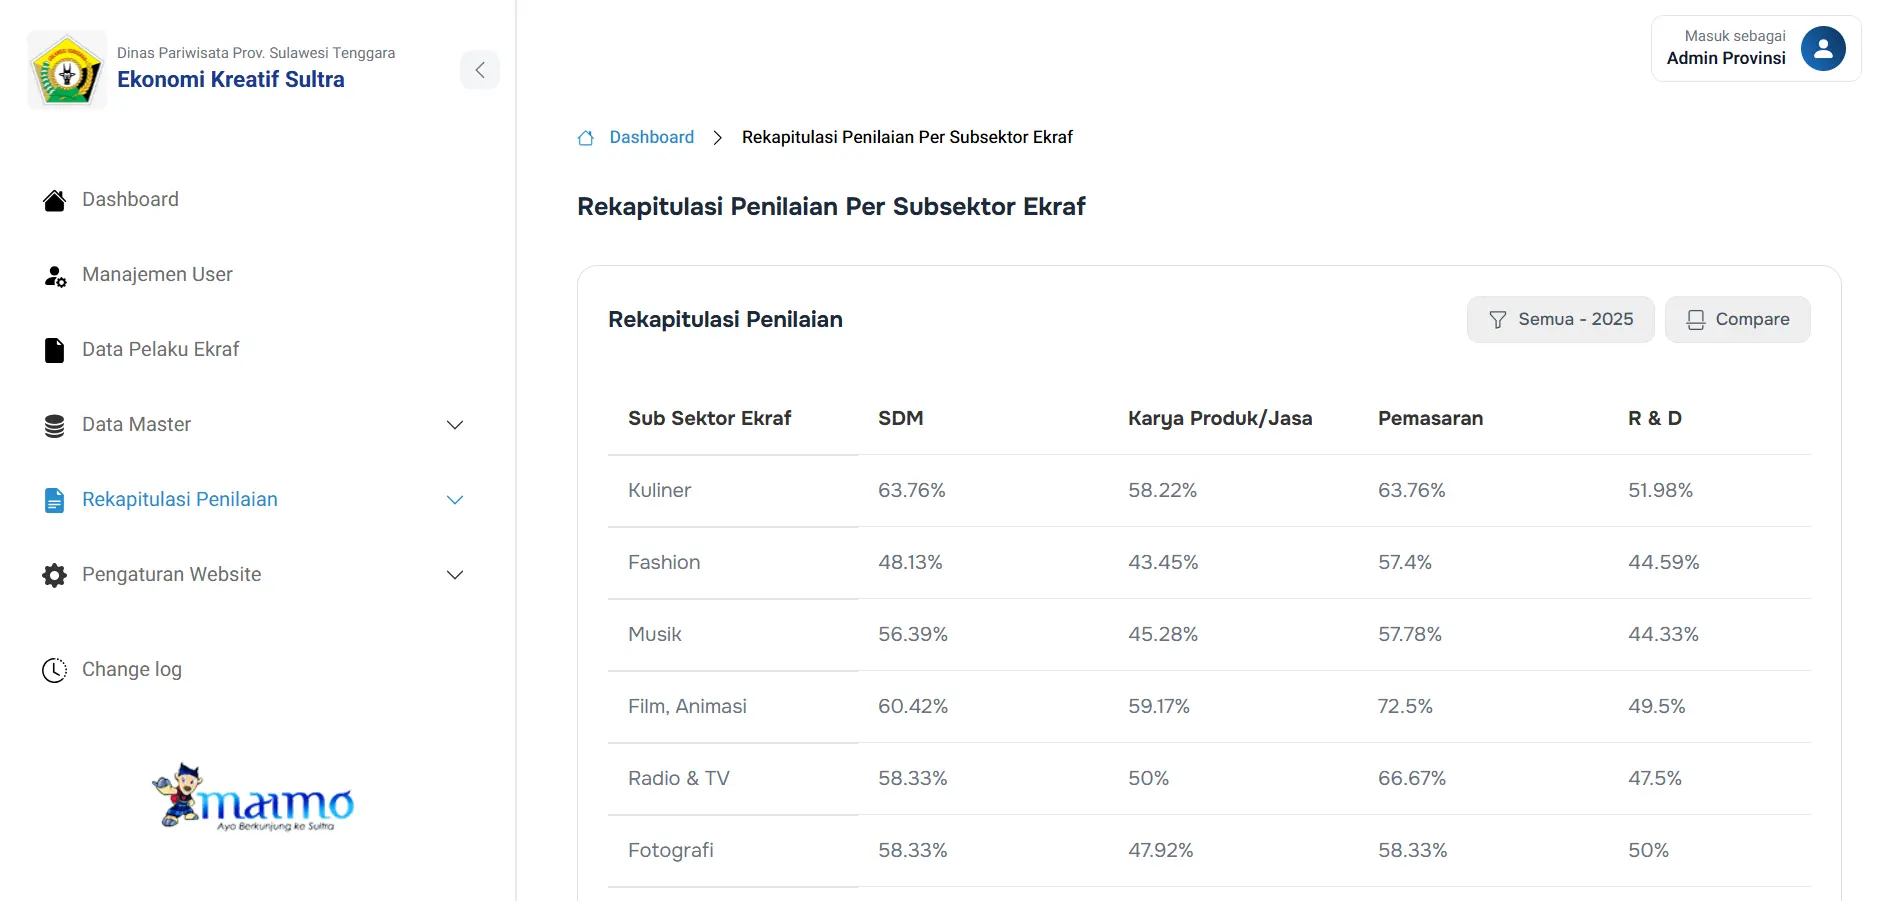 Dinas Pariwisata Prov. Sulawesi Tenggara
Ekonomi Kreatif Sultra
Dashboard
Manajemen User
Data Pelaku Ekraf
Data Master
Rekapitulasi Penilaian
Pengaturan Website
Change log
maimo
Ayo Berkunjung ke Sultra
Masuk sebagai
Admin Provinsi
Dashboard > Rekapitulasi Penilaian Per Subsektor Ekraf
Rekapitulasi Penilaian Per Subsektor Ekraf
Rekapitulasi Penilaian
Semua - 2025 Compare
Sub Sektor Ekraf SDM Karya Produk/Jasa Pemasaran R & D
Kuliner 63.76% 58.22% 63.76% 51.98%
Fashion 48.13% 43.45% 57.4% 44.59%
Musik 56.39% 45.28% 57.78% 44.33%
Film, Animasi 60.42% 59.17% 72.5% 49.5%
Radio & TV 58.33% 50% 66.67% 47.5%
Fotografi 58.33% 47.92% 58.33% 50%